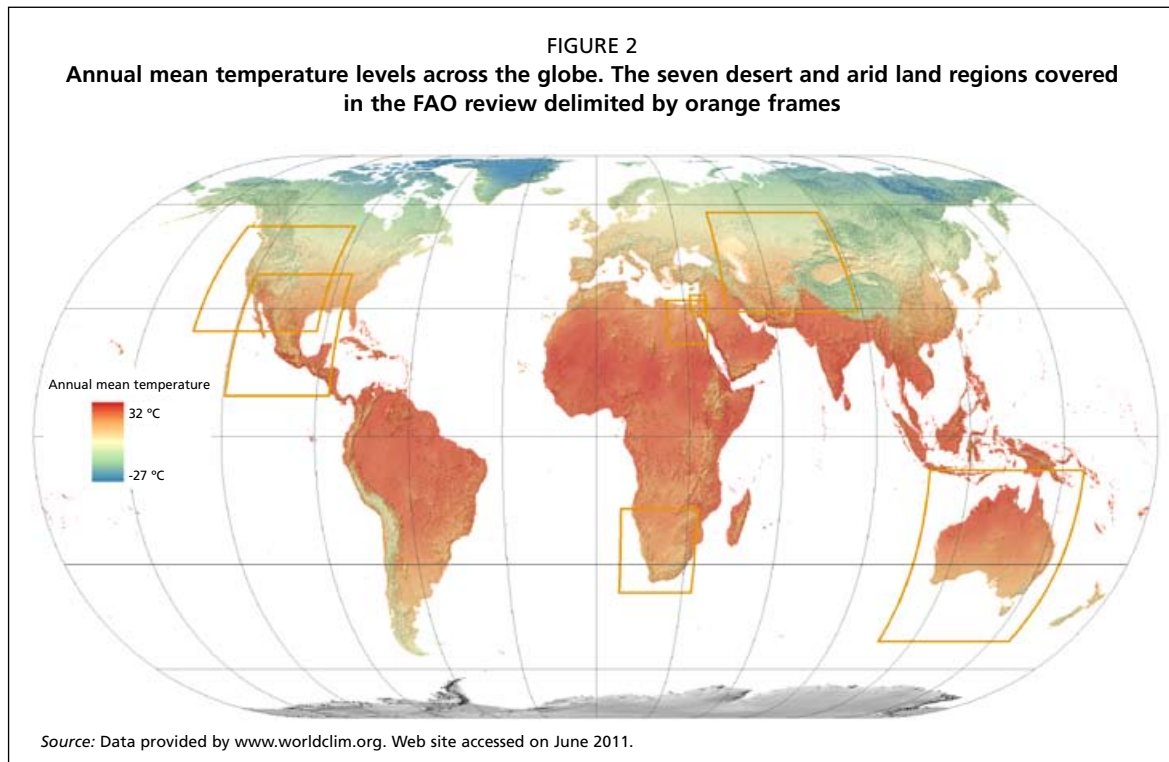 FIGURE 2
Annual mean temperature levels across the globe. The seven desert and arid land regions covered
in the FAO review delimited by orange frames
Annual mean temperature
32 ºC
-27 ºC
Source: Data provided by www.worldclim.org. Web site accessed on June 2011.